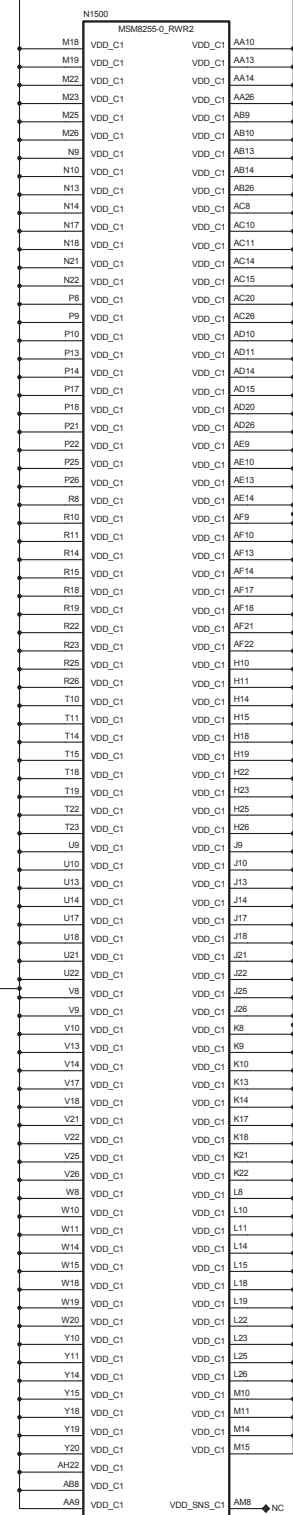 N1500
MSM8255-0_RWR2
M18 VDD_C1 VDD_C1 AA10
M19 VDD_C1 VDD_C1 AA13
M22 VDD_C1 VDD_C1 AA14
M23 VDD_C1 VDD_C1 AA26
M25 VDD_C1 VDD_C1 AB9
M26 VDD_C1 VDD_C1 AB10
N9 VDD_C1 VDD_C1 AB13
N10 VDD_C1 VDD_C1 AB14
N13 VDD_C1 VDD_C1 AB26
N14 VDD_C1 VDD_C1 AC8
N17 VDD_C1 VDD_C1 AC10
N18 VDD_C1 VDD_C1 AC11
N21 VDD_C1 VDD_C1 AC14
N22 VDD_C1 VDD_C1 AC15
P8 VDD_C1 VDD_C1 AC20
P9 VDD_C1 VDD_C1 AC26
P10 VDD_C1 VDD_C1 AD10
P13 VDD_C1 VDD_C1 AD11
P14 VDD_C1 VDD_C1 AD14
P17 VDD_C1 VDD_C1 AD15
P18 VDD_C1 VDD_C1 AD20
P21 VDD_C1 VDD_C1 AD26
P22 VDD_C1 VDD_C1 AE9
P25 VDD_C1 VDD_C1 AE10
P26 VDD_C1 VDD_C1 AE13
R8 VDD_C1 VDD_C1 AE14
R10 VDD_C1 VDD_C1 AF9
R11 VDD_C1 VDD_C1 AF10
R14 VDD_C1 VDD_C1 AF13
R15 VDD_C1 VDD_C1 AF14
R18 VDD_C1 VDD_C1 AF17
R19 VDD_C1 VDD_C1 AF18
R22 VDD_C1 VDD_C1 AF21
R23 VDD_C1 VDD_C1 AF22
R25 VDD_C1 VDD_C1 H10
R26 VDD_C1 VDD_C1 H11
T10 VDD_C1 VDD_C1 H14
T11 VDD_C1 VDD_C1 H15
T14 VDD_C1 VDD_C1 H18
T15 VDD_C1 VDD_C1 H19
T18 VDD_C1 VDD_C1 H22
T19 VDD_C1 VDD_C1 H23
T22 VDD_C1 VDD_C1 H25
T23 VDD_C1 VDD_C1 H26
U9 VDD_C1 VDD_C1 J9
U10 VDD_C1 VDD_C1 J10
U13 VDD_C1 VDD_C1 J13
U14 VDD_C1 VDD_C1 J14
U17 VDD_C1 VDD_C1 J17
U18 VDD_C1 VDD_C1 J18
U21 VDD_C1 VDD_C1 J21
U22 VDD_C1 VDD_C1 J22
V8 VDD_C1 VDD_C1 J25
V9 VDD_C1 VDD_C1 J26
V10 VDD_C1 VDD_C1 K8
V13 VDD_C1 VDD_C1 K9
V14 VDD_C1 VDD_C1 K10
V17 VDD_C1 VDD_C1 K13
V18 VDD_C1 VDD_C1 K14
V21 VDD_C1 VDD_C1 K17
V22 VDD_C1 VDD_C1 K18
V25 VDD_C1 VDD_C1 K21
V26 VDD_C1 VDD_C1 K22
W8 VDD_C1 VDD_C1 L8
W10 VDD_C1 VDD_C1 L10
W11 VDD_C1 VDD_C1 L11
W14 VDD_C1 VDD_C1 L14
W15 VDD_C1 VDD_C1 L15
W18 VDD_C1 VDD_C1 L18
W19 VDD_C1 VDD_C1 L19
W20 VDD_C1 VDD_C1 L22
Y10 VDD_C1 VDD_C1 L23
Y11 VDD_C1 VDD_C1 L25
Y14 VDD_C1 VDD_C1 L26
Y15 VDD_C1 VDD_C1 M10
Y18 VDD_C1 VDD_C1 M11
Y19 VDD_C1 VDD_C1 M14
Y20 VDD_C1 VDD_C1 M15
AH22 VDD_C1
AB8 VDD_C1
AA9 VDD_C1 VDD_SNS_C1 AM8 NC